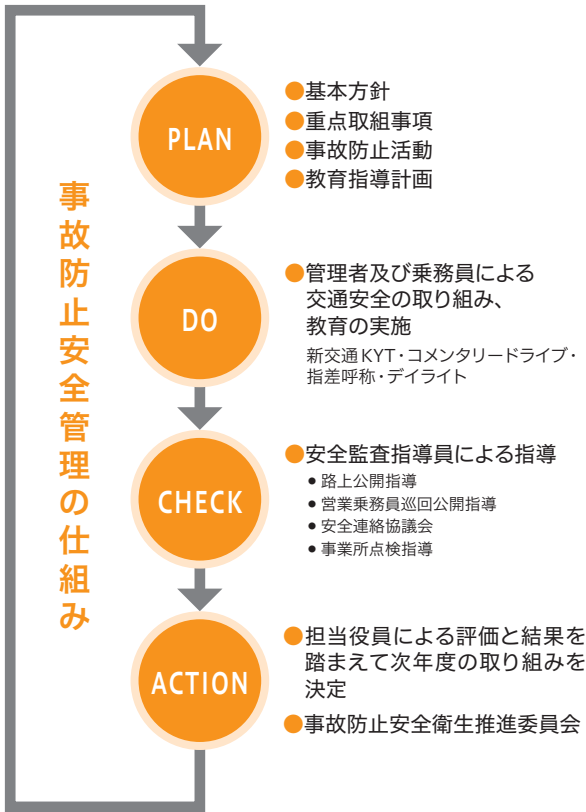 事故防止安全管理の仕組み
PLAN
●基本方針
●重点取組事項
●事故防止活動
●教育指導計画
DO
●管理者及び乗務員による
交通安全の取り組み、
教育の実施
新交通KYT・コメンタリードライブ・
指差呼称・デイライト
CHECK
●安全監査指導員による指導
• 路上公開指導
• 営業乗務員巡回公開指導
• 安全連絡協議会
• 事業所点検指導
ACTION
●担当役員による評価と結果を
踏まえて次年度の取り組みを
決定
●事故防止安全衛生推進委員会